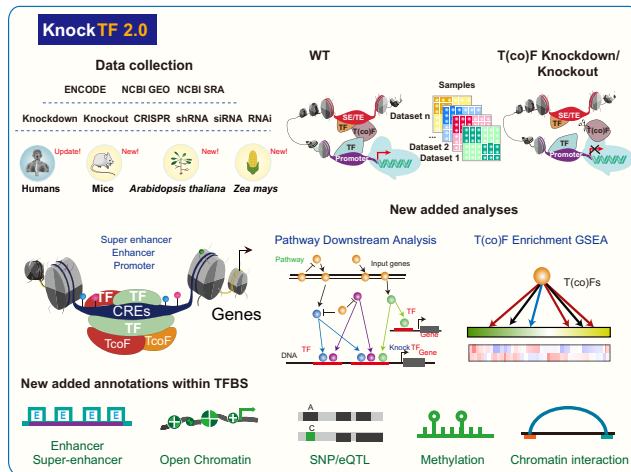 KnockTF 2.0
Data collection
ENCODE NCBI GEO NCBI SRA
Knockdown Knockout CRISPR shRNA siRNA RNAi
Update!
New!
New!
New!
Humans
Mice
Arabidopsis thaliana
Zea mays
WT
SE/TE
TF
T(co)F
TF
Promoter
Samples
Dataset n
...
Dataset 2
Dataset 1
T(co)F Knockdown/
Knockout
SE/TE
TF
T(co)F
TF
Promoter
New added analyses
Super enhancer
Enhancer
Promoter
TF
TF
CREs
TF
TcoF
TcoF
Genes
Pathway Downstream Analysis
Pathway
Input genes
TF
Gene
DNA
TF
Knock TF
Gene
T(co)F Enrichment GSEA
T(co)Fs
New added annotations within TFBS
E E E E
Enhancer
Super-enhancer
Open Chromatin
A
C
SNP/eQTL
Methylation
Chromatin interaction